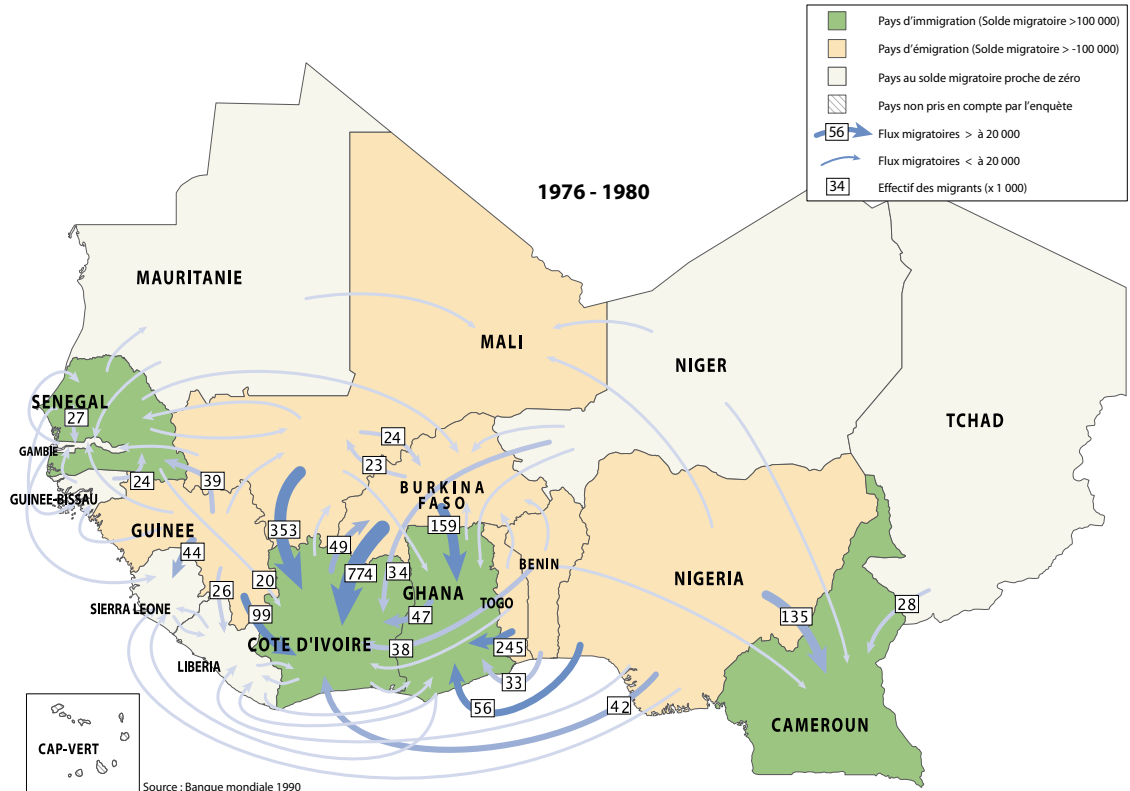 Pays d'immigration (Solde migratoire >100 000)
Pays d'émigration (Solde migratoire > -100 000)
Pays au solde migratoire proche de zéro
Pays non pris en compte par l'enquête
56 Flux migratoires > à 20 000
Flux migratoires < à 20 000
34 Effectif des migrants (x 1 000)
1976 - 1980
MAURITANIE
MALI
NIGER
TCHAD
SENEGAL
27
GAMBIE
24
39
24
23
GUINEE-BISSAU
BURKINA
FASO
159
GUINEE
353
49
774
34
44
26
20
BENIN
NIGERIA
GHANA
TOGO
SIERRA LEONE
99
47
135
28
COTE D'IVOIRE
38
245
LIBERIA
33
56
42
CAMEROUN
CAP-VERT
Source : Banque mondiale 1990